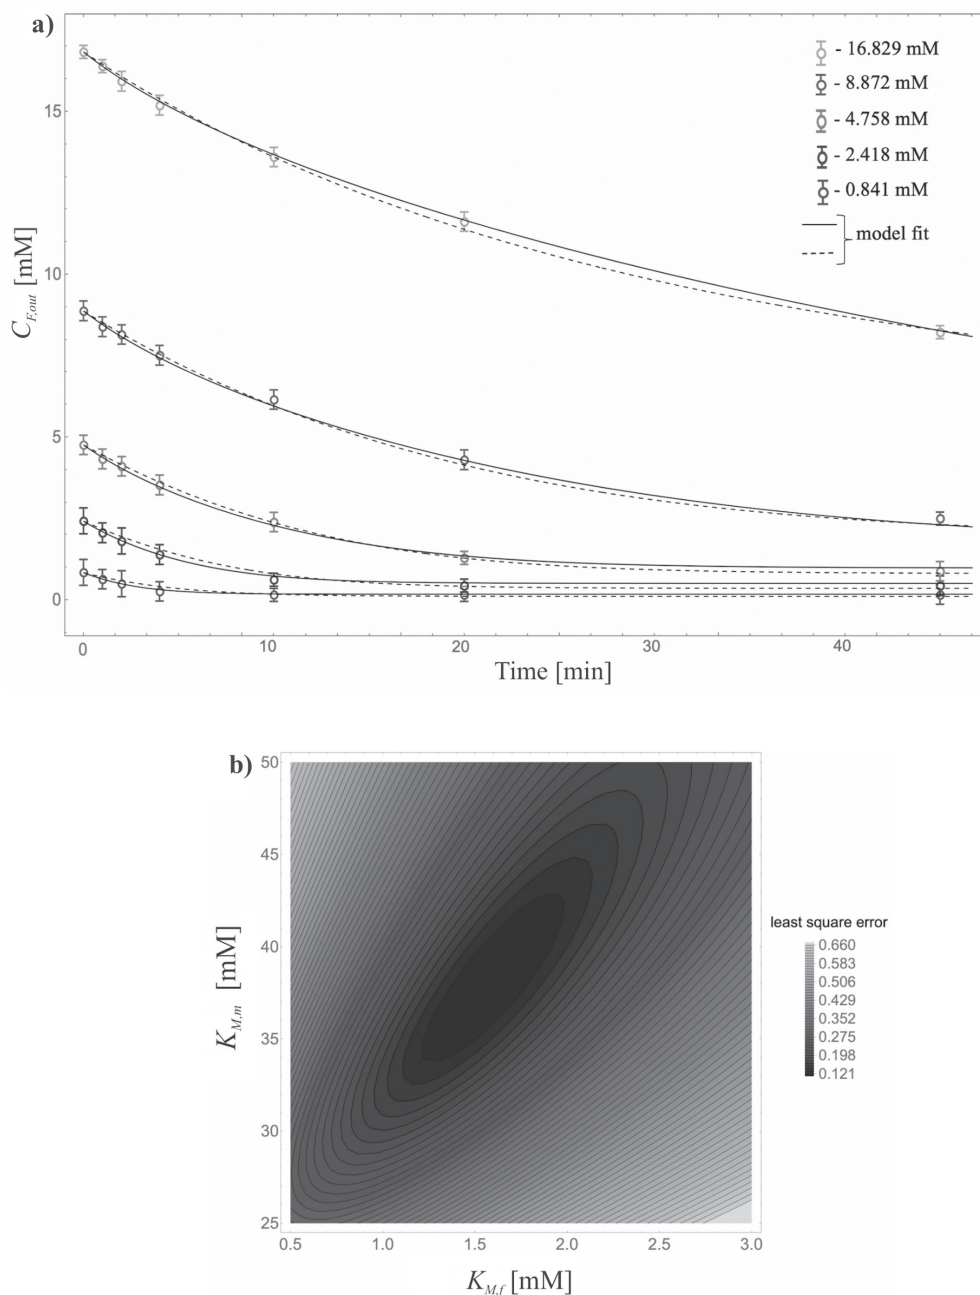 a)
- 16.829 mM
- 8.872 mM
- 4.758 mM
- 2.418 mM
- 0.841 mM
model fit
15
10
5
0
C_F,out [mM]
0 10 20 30 40
Time [min]
b)
50
45
40
35
30
25
K_M,m [mM]
0.5 1.0 1.5 2.0 2.5 3.0
K_M,f [mM]
least square error
0.660
0.583
0.506
0.429
0.352
0.275
0.198
0.121